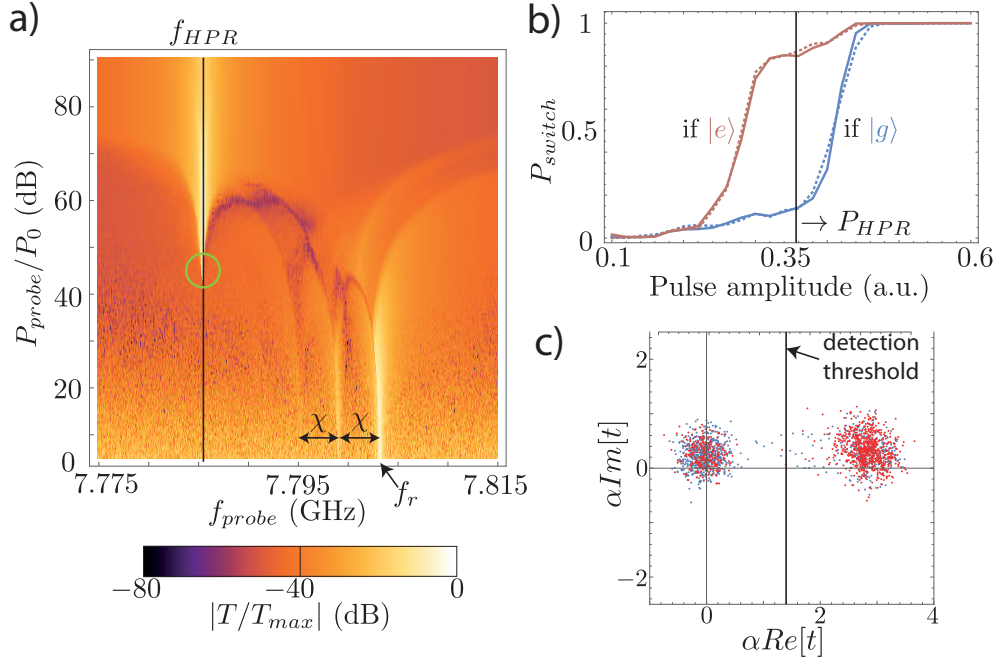 a)
f_HPR
P_probe/P_0 (dB)
80
60
40
20
0
χ
χ
7.775
7.795
7.815
f_r
f_probe (GHz)
−80
−40
0
|T/T_max| (dB)
b)
P_switch
1
0.5
0
if |e⟩
if |g⟩
→ P_HPR
0.1
0.35
0.6
Pulse amplitude (a.u.)
c)
detection
threshold
αIm[t]
2
0
−2
0
2
4
αRe[t]